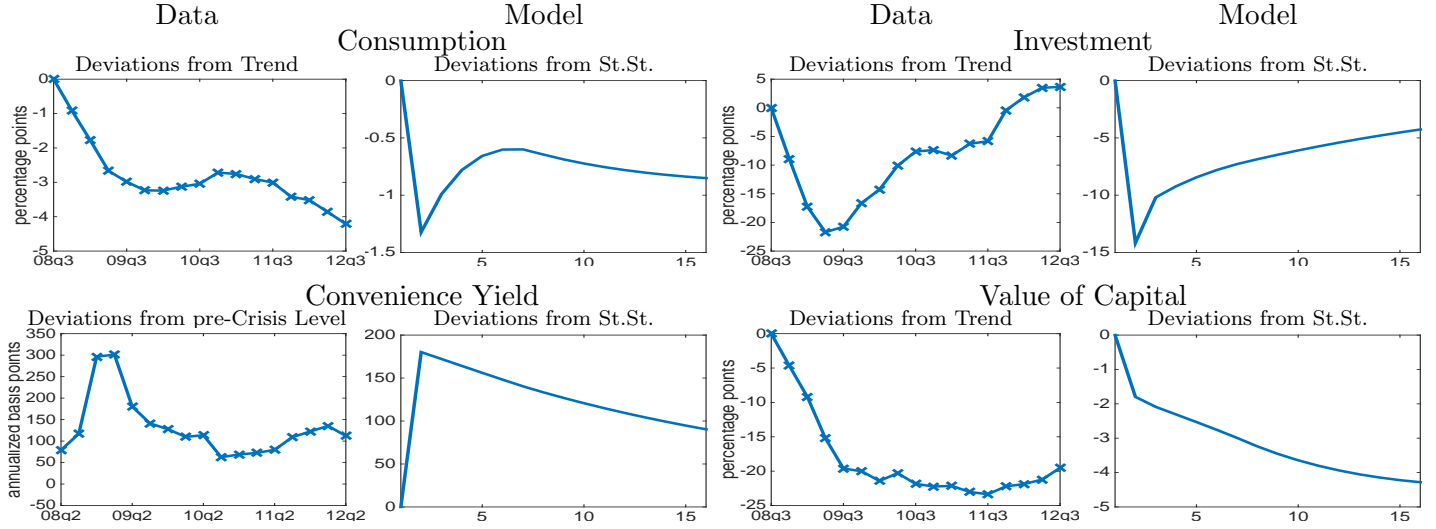 Data Model Data Model
Consumption Investment
Deviations from Trend Deviations from St.St. Deviations from Trend Deviations from St.St.
percentage points
0
-1
-2
-3
-4
-5
08q3 09q3 10q3 11q3 12q3
0
-0.5
-1
-1.5
5 10 15
percentage points
5
0
-5
-10
-15
-20
-25
08q3 09q3 10q3 11q3 12q3
0
-5
-10
-15
5 10 15
Convenience Yield Value of Capital
Deviations from pre-Crisis Level Deviations from St.St. Deviations from Trend Deviations from St.St.
annualized basis points
350
300
250
200
150
100
50
0
-50
08q2 09q2 10q2 11q2 12q2
200
150
100
50
0
5 10 15
percentage points
0
-5
-10
-15
-20
-25
08q3 09q3 10q3 11q3 12q3
0
-1
-2
-3
-4
-5
5 10 15